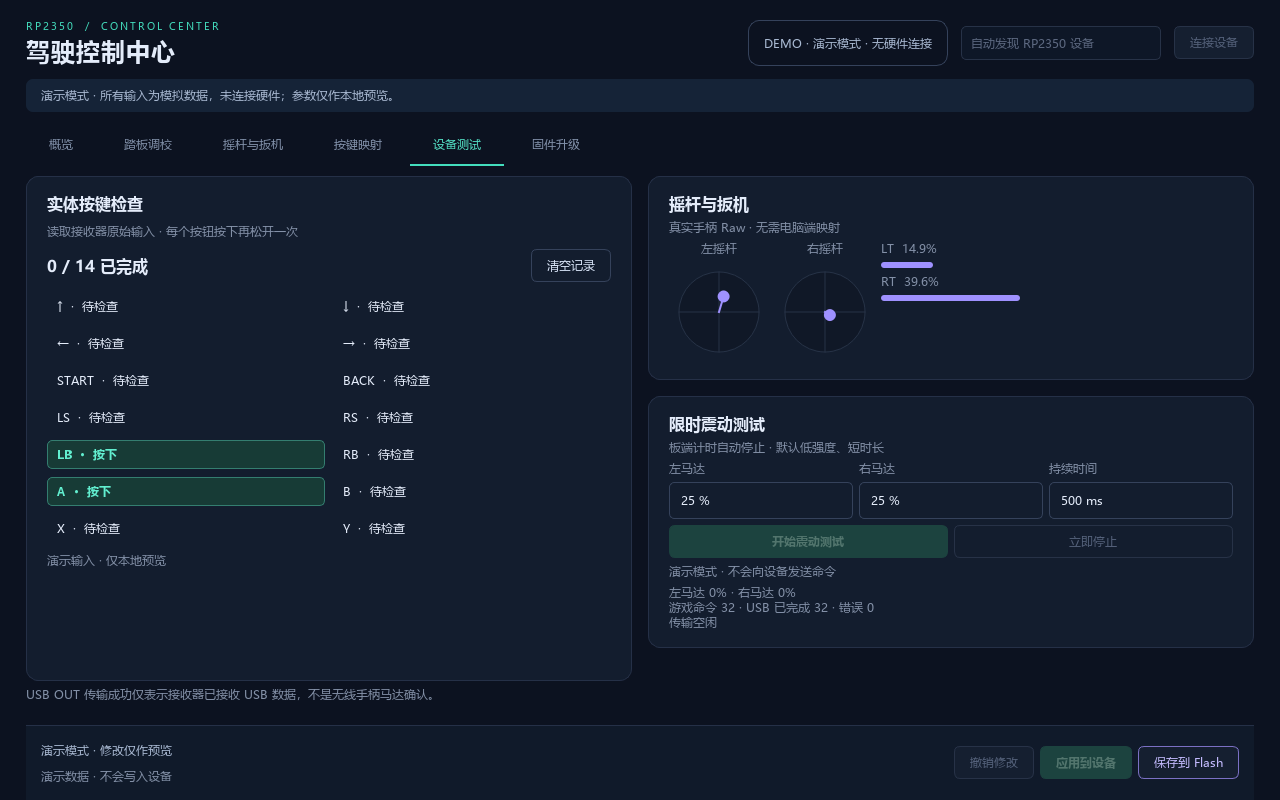 RP2350 / CONTROL CENTER
驾驶控制中心
DEMO · 演示模式 · 无硬件连接
自动发现 RP2350 设备
连接设备
演示模式 · 所有输入为模拟数据，未连接硬件；参数仅作本地预览。
概览
踏板调校
摇杆与扳机
按键映射
设备测试
固件升级
实体按键检查
读取接收器原始输入 · 每个按钮按下再松开一次
0 / 14 已完成
清空记录
↑ · 待检查
↓ · 待检查
← · 待检查
→ · 待检查
START · 待检查
BACK · 待检查
LS · 待检查
RS · 待检查
LB · 按下
RB · 待检查
A · 按下
B · 待检查
X · 待检查
Y · 待检查
演示输入 · 仅本地预览
摇杆与扳机
真实手柄 Raw · 无需电脑端映射
左摇杆
右摇杆
LT 14.9%
RT 39.6%
限时震动测试
板端计时自动停止 · 默认低强度、短时长
左马达
右马达
持续时间
25 %
25 %
500 ms
开始震动测试
立即停止
演示模式 · 不会向设备发送命令
左马达 0% · 右马达 0%
游戏命令 32 · USB 已完成 32 · 错误 0
传输空闲
USB OUT 传输成功仅表示接收器已接收 USB 数据，不是无线手柄马达确认。
演示模式 · 修改仅作预览
演示数据 · 不会写入设备
撤销修改
应用到设备
保存到 Flash